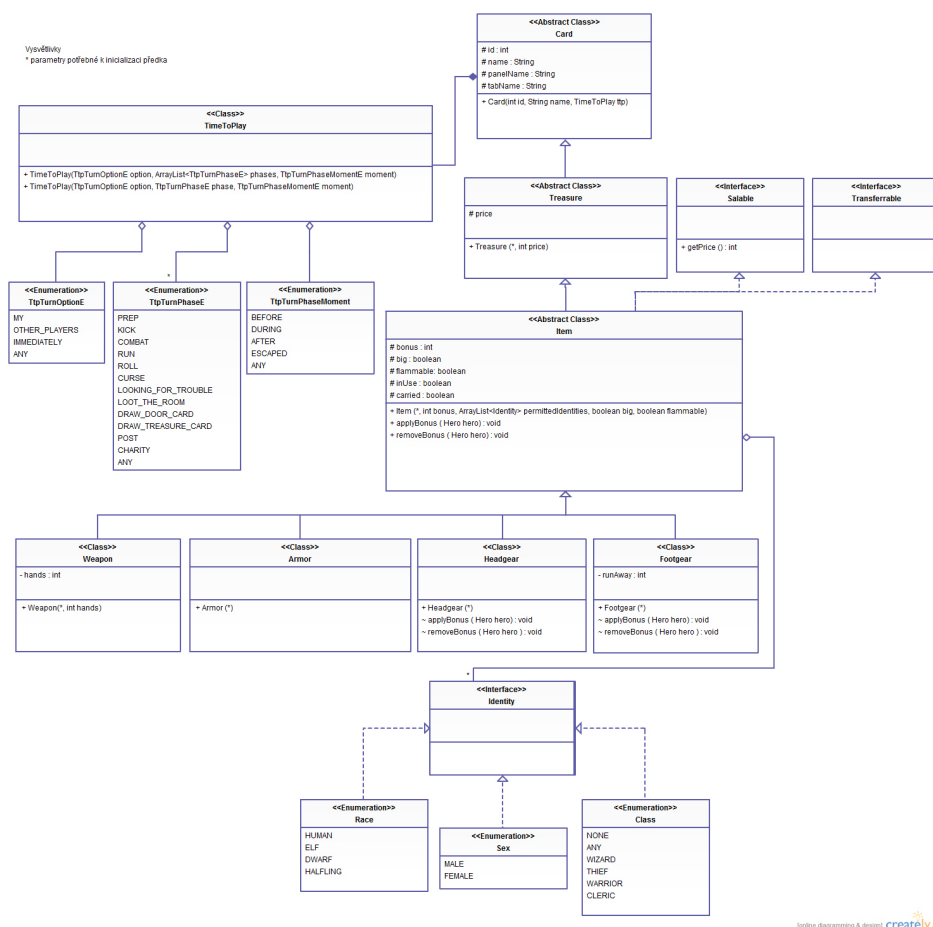 Vysvětlivky
* parametry potřebné k inicializaci předka
<<Abstract Class>>
Card
# id : int
# name : String
# panelName : String
# tabName : String
+ Card(int id, String name, TimeToPlay ttp)
<<Class>>
TimeToPlay
+ TimeToPlay(TtpTurnOptionE option, ArrayList<TtpTurnPhaseE> phases, TtpTurnPhaseMomentE moment)
+ TimeToPlay(TtpTurnOptionE option, TtpTurnPhaseE phase, TtpTurnPhaseMomentE moment)
<<Abstract Class>>
Treasure
# price
+ Treasure (*, int price)
<<Interface>>
Salable
+ getPrice () : int
<<Interface>>
Transferrable
*
<<Enumeration>>
TtpTurnOptionE
MY
OTHER_PLAYERS
IMMEDIATELY
ANY
<<Enumeration>>
TtpTurnPhaseE
PREP
KICK
COMBAT
RUN
ROLL
CURSE
LOOKING_FOR_TROUBLE
LOOT_THE_ROOM
DRAW_DOOR_CARD
DRAW_TREASURE_CARD
POST
CHARITY
ANY
<<Enumeration>>
TtpTurnPhaseMoment
BEFORE
DURING
AFTER
ESCAPED
ANY
<<Abstract Class>>
Item
# bonus : int
# big : boolean
# flammable: boolean
# inUse : boolean
# carried : boolean
+ Item (*, int bonus, ArrayList<Identity> permittedIdentities, boolean big, boolean flammable)
+ applyBonus ( Hero hero) : void
+ removeBonus ( Hero hero) : void
<<Class>>
Weapon
- hands : int
+ Weapon(*, int hands)
<<Class>>
Armor
+ Armor (*)
<<Class>>
Headgear
+ Headgear (*)
~ applyBonus ( Hero hero) : void
~ removeBonus ( Hero hero ) : void
<<Class>>
Footgear
- runAway : int
+ Footgear (*)
~ applyBonus ( Hero hero) : void
~ removeBonus ( Hero hero ) : void
*
<<Interface>>
Identity
<<Enumeration>>
Race
HUMAN
ELF
DWARF
HALFLING
<<Enumeration>>
Sex
MALE
FEMALE
<<Enumeration>>
Class
NONE
ANY
WIZARD
THIEF
WARRIOR
CLERIC
[online diagramming & design] creately